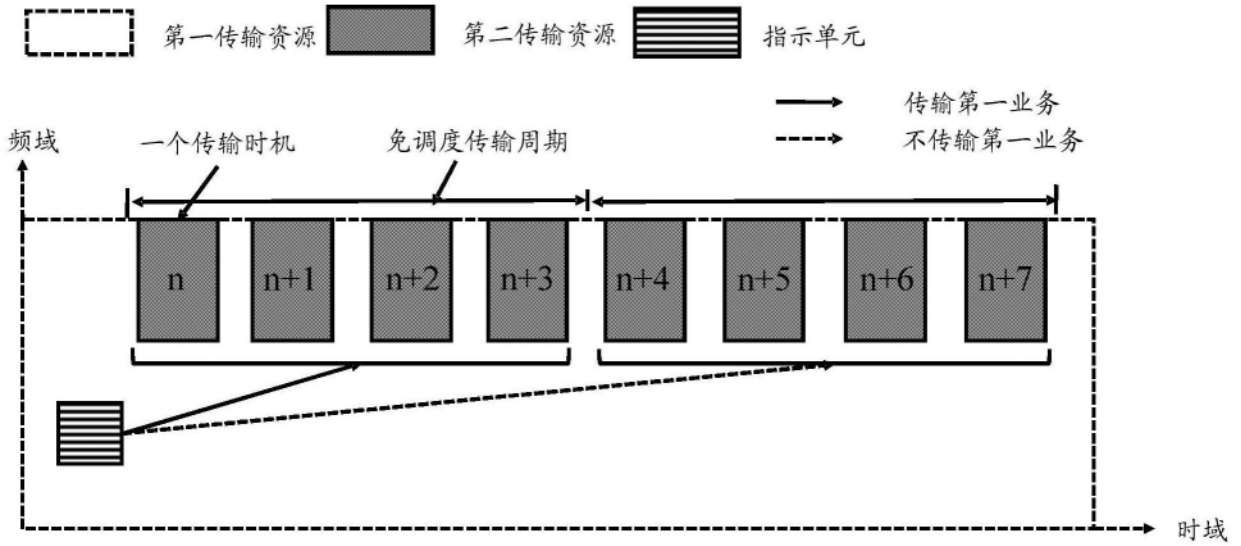 第一传输资源 第二传输资源 指示单元
传输第一业务
不传输第一业务
频域 一个传输时机 免调度传输周期
n n+1 n+2 n+3 n+4 n+5 n+6 n+7
时域